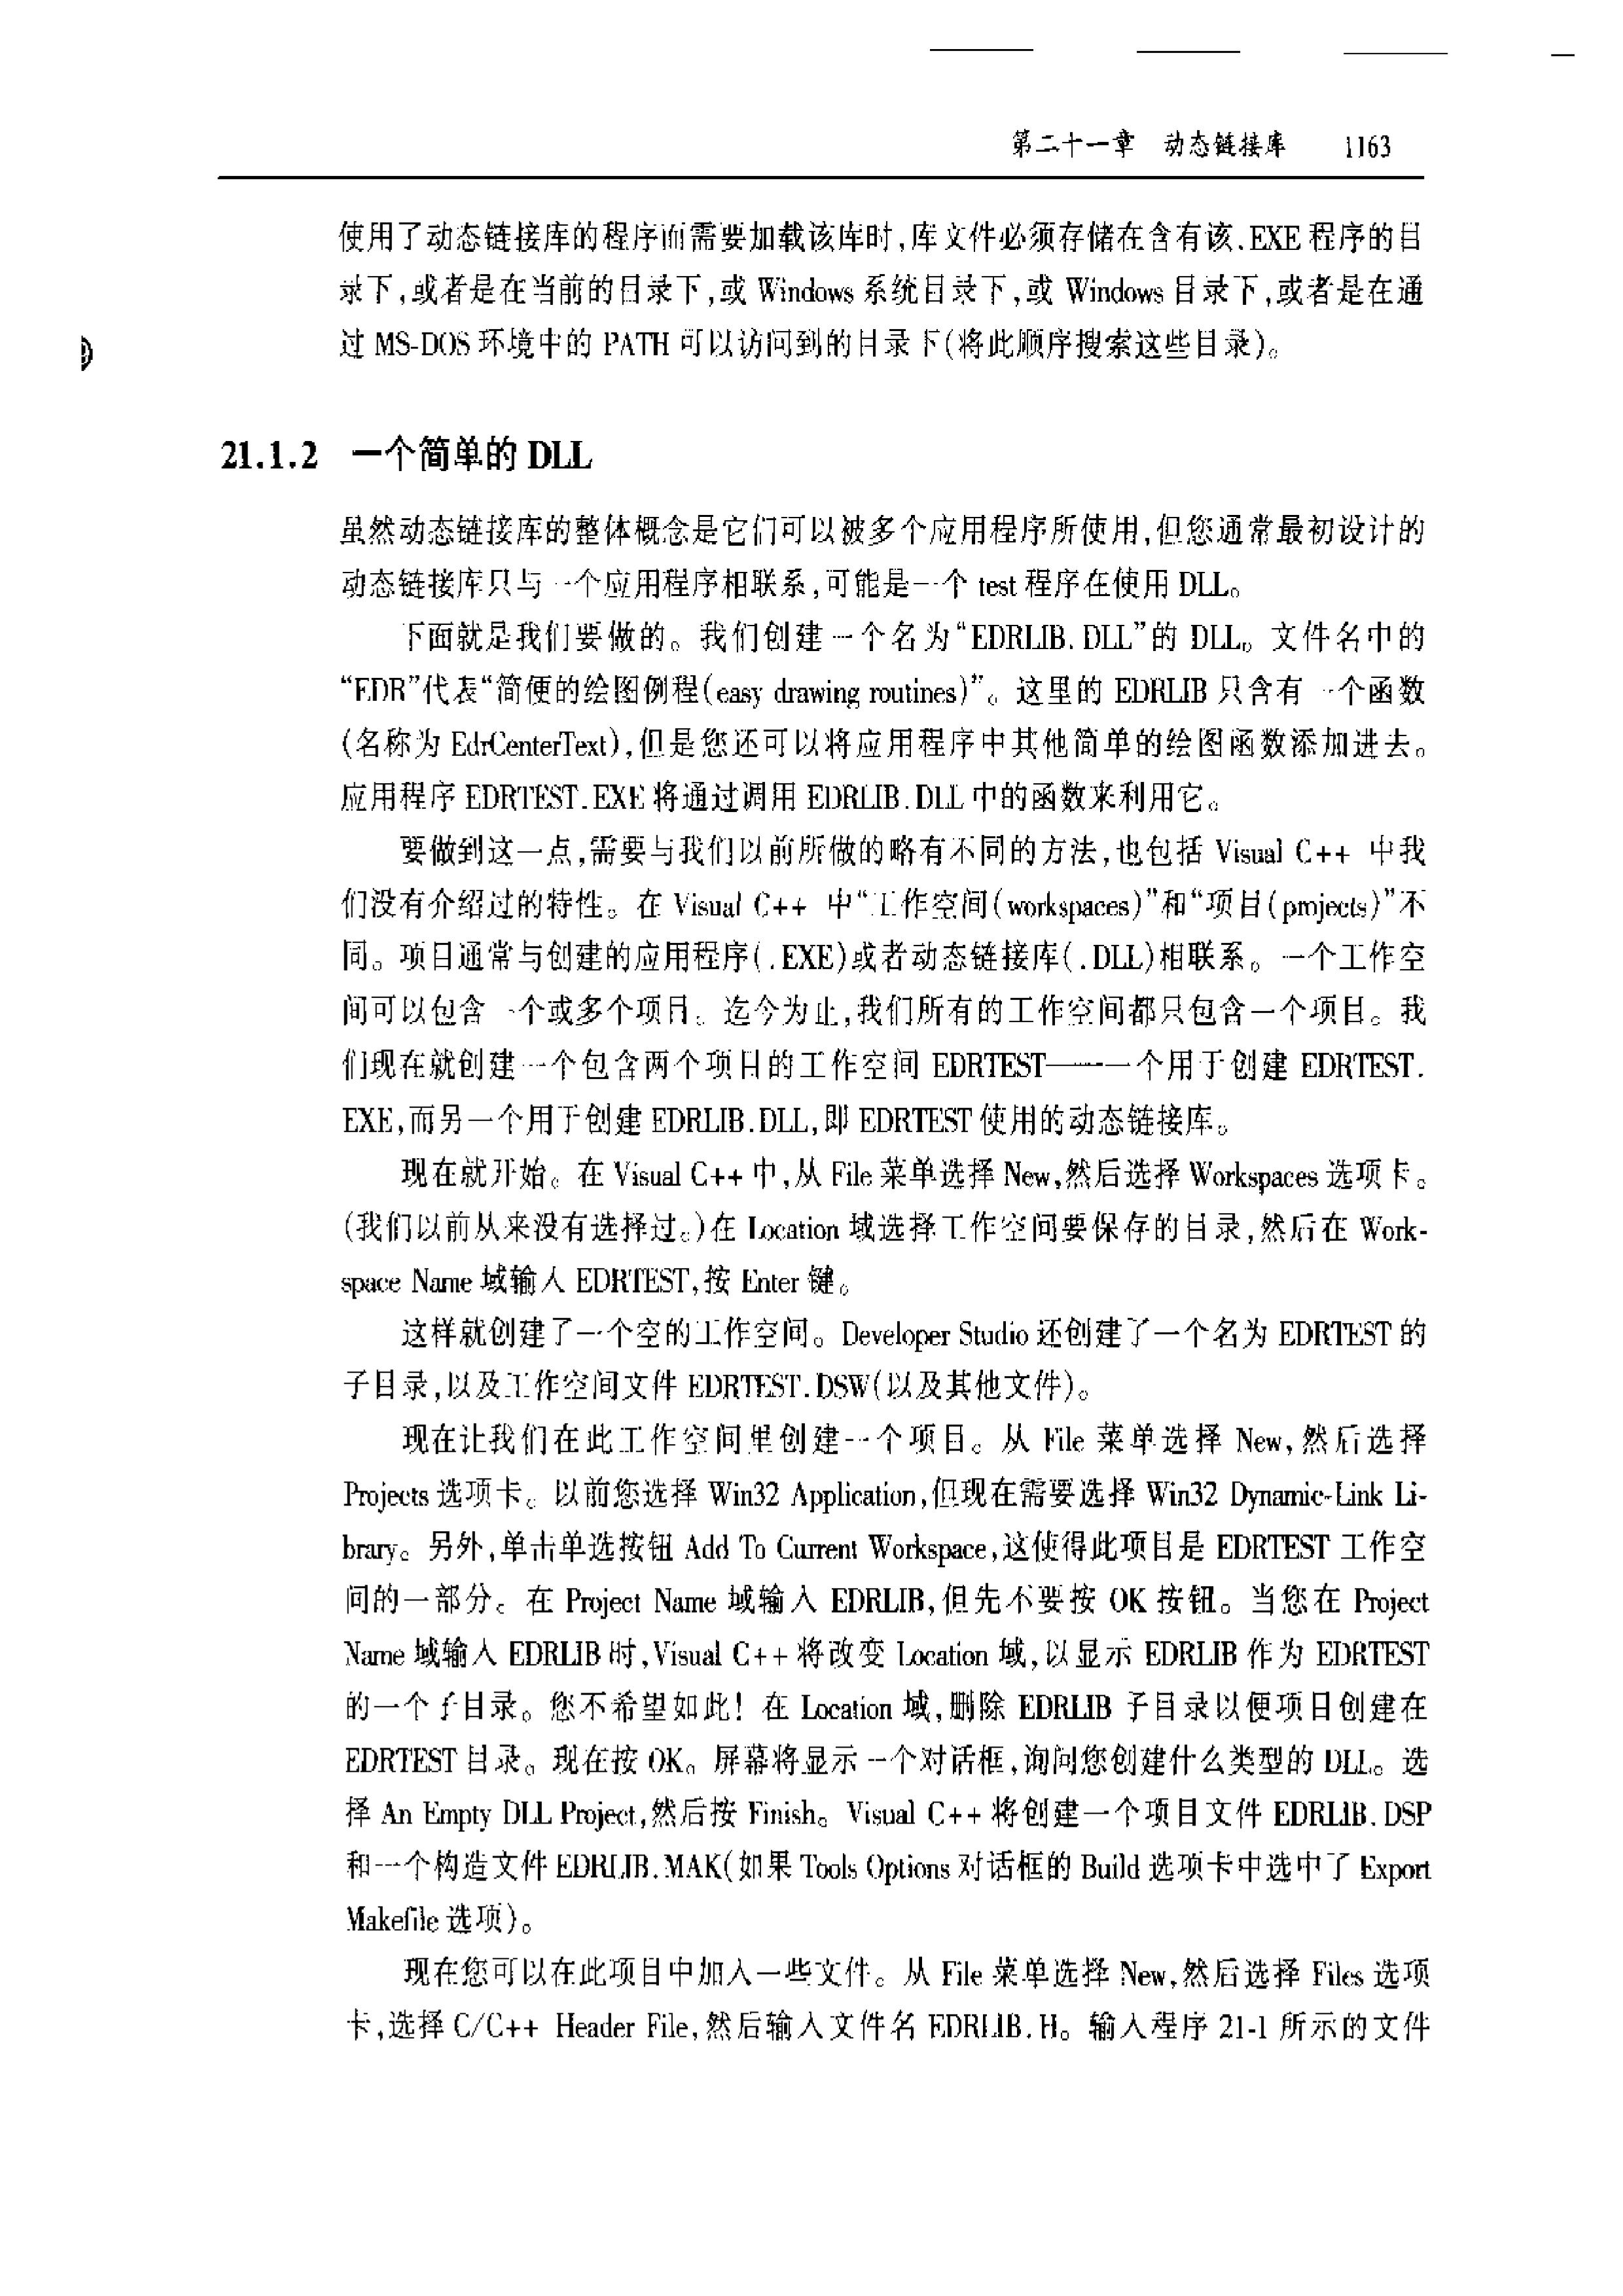 第二十一章 动态链接库 1163
使用了动态链接库的程序而需要加载该库时,库文件必须存储在含有该.EXE 程序的目
录下,或者是在当前的目录下,或 Windows 系统目录下,或 Windows 目录下,或者是在通
过 MS-DOS 环境中的 PATH 可以访问到的目录下(将此顺序搜索这些目录)。
21.1.2 一个简单的 DLL
虽然动态链接库的整体概念是它们可以被多个应用程序所使用,但您通常最初设计的
动态链接库只与一个应用程序相联系,可能是一个 test 程序在使用 DLL。
下面就是我们要做的。我们创建一个名为“EDRLIB.DLL”的 DLL。文件名中的
“EDR”代表“简便的绘图例程(easy drawing routines)”。这里的 EDRLIB 只含有一个函数
(名称为 EdrCenterText),但是您还可以将应用程序中其他简单的绘图函数添加进去。
应用程序 EDRTEST.EXE 将通过调用 EDRLIB.DLL 中的函数来利用它。
要做到这一点,需要与我们以前所做的略有不同的方法,也包括 Visual C++ 中我
们没有介绍过的特性。在 Visual C++ 中“工作空间(workspaces)”和“项目(projects)”不
同。项目通常与创建的应用程序(.EXE)或者动态链接库(.DLL)相联系。一个工作空
间可以包含一个或多个项目。迄今为止,我们所有的工作空间都只包含一个项目。我
们现在就创建一个包含两个项目的工作空间 EDRTEST——一个用于创建 EDRTEST.
EXE,而另一个用于创建 EDRLIB.DLL,即 EDRTEST 使用的动态链接库。
现在就开始。在 Visual C++ 中,从 File 菜单选择 New,然后选择 Workspaces 选项卡。
(我们以前从来没有选择过。)在 Location 域选择工作空间要保存的目录,然后在 Work-
space Name 域输入 EDRTEST,按 Enter 键。
这样就创建了一个空的工作空间。Developer Studio 还创建了一个名为 EDRTEST 的
子目录,以及工作空间文件 EDRTEST.DSW(以及其他文件)。
现在让我们在此工作空间里创建一个项目。从 File 菜单选择 New,然后选择
Projects 选项卡。以前您选择 Win32 Application,但现在需要选择 Win32 Dynamic-Link Li-
brary。另外,单击单选按钮 Add To Current Workspace,这使得此项目是 EDRTEST 工作空
间的一部分。在 Project Name 域输入 EDRLIB,但先不要按 OK 按钮。当您在 Project
Name 域输入 EDRLIB 时,Visual C++ 将改变 Location 域,以显示 EDRLIB 作为 EDRTEST
的一个子目录。您不希望如此!在 Location 域,删除 EDRLIB 子目录以便项目创建在
EDRTEST 目录。现在按 OK。屏幕将显示一个对话框,询问您创建什么类型的 DLL。选
择 An Empty DLL Project,然后按 Finish。Visual C++ 将创建一个项目文件 EDRLIB.DSP
和一个构造文件 EDRLIB.MAK(如果 Tools Options 对话框的 Build 选项卡中选中了 Export
Makefile 选项)。
现在您可以在此项目中加入一些文件。从 File 菜单选择 New,然后选择 Files 选项
卡,选择 C/C++ Header File,然后输入文件名 EDRLIB.H。输入程序 21-1 所示的文件